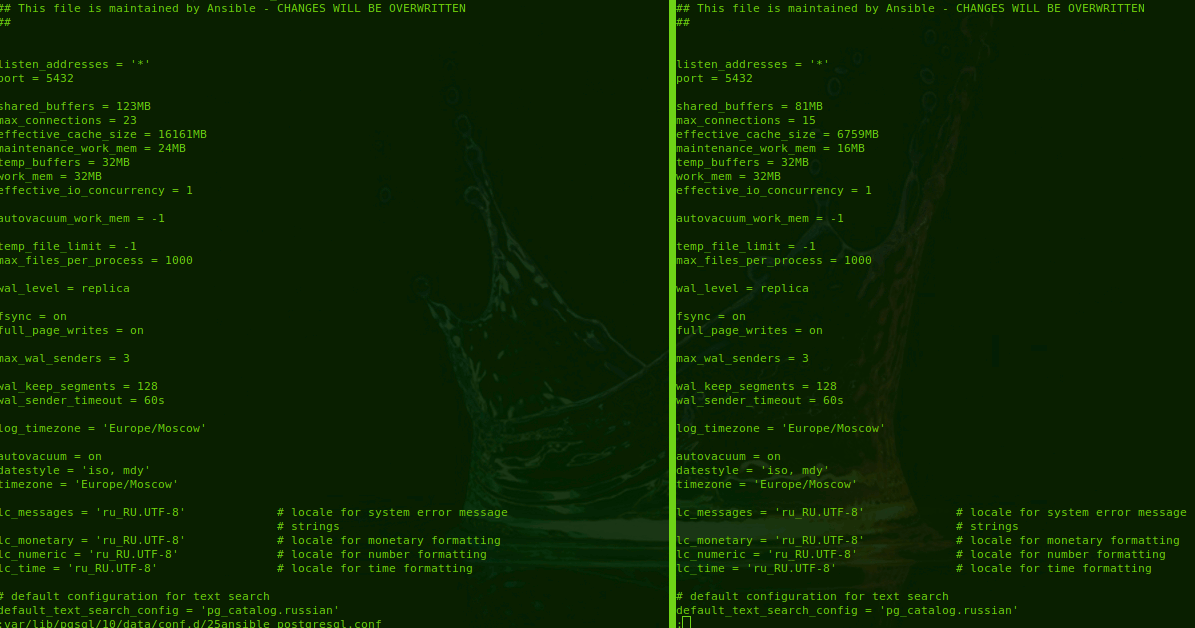 ## This file is maintained by Ansible - CHANGES WILL BE OVERWRITTEN
##
listen_addresses = '*'
port = 5432
shared_buffers = 123MB
max_connections = 23
effective_cache_size = 16161MB
maintenance_work_mem = 24MB
temp_buffers = 32MB
work_mem = 32MB
effective_io_concurrency = 1
autovacuum_work_mem = -1
temp_file_limit = -1
max_files_per_process = 1000
wal_level = replica
fsync = on
full_page_writes = on
max_wal_senders = 3
wal_keep_segments = 128
wal_sender_timeout = 60s
log_timezone = 'Europe/Moscow'
autovacuum = on
datestyle = 'iso, mdy'
timezone = 'Europe/Moscow'
lc_messages = 'ru_RU.UTF-8' # locale for system error message
# strings
lc_monetary = 'ru_RU.UTF-8' # locale for monetary formatting
lc_numeric = 'ru_RU.UTF-8' # locale for number formatting
lc_time = 'ru_RU.UTF-8' # locale for time formatting
# default configuration for text search
default_text_search_config = 'pg_catalog.russian'
/var/lib/pgsql/10/data/conf.d/25ansible_postgresql.conf
## This file is maintained by Ansible - CHANGES WILL BE OVERWRITTEN
##
listen_addresses = '*'
port = 5432
shared_buffers = 81MB
max_connections = 15
effective_cache_size = 6759MB
maintenance_work_mem = 16MB
temp_buffers = 32MB
work_mem = 32MB
effective_io_concurrency = 1
autovacuum_work_mem = -1
temp_file_limit = -1
max_files_per_process = 1000
wal_level = replica
fsync = on
full_page_writes = on
max_wal_senders = 3
wal_keep_segments = 128
wal_sender_timeout = 60s
log_timezone = 'Europe/Moscow'
autovacuum = on
datestyle = 'iso, mdy'
timezone = 'Europe/Moscow'
lc_messages = 'ru_RU.UTF-8' # locale for system error message
# strings
lc_monetary = 'ru_RU.UTF-8' # locale for monetary formatting
lc_numeric = 'ru_RU.UTF-8' # locale for number formatting
lc_time = 'ru_RU.UTF-8' # locale for time formatting
# default configuration for text search
default_text_search_config = 'pg_catalog.russian'
: